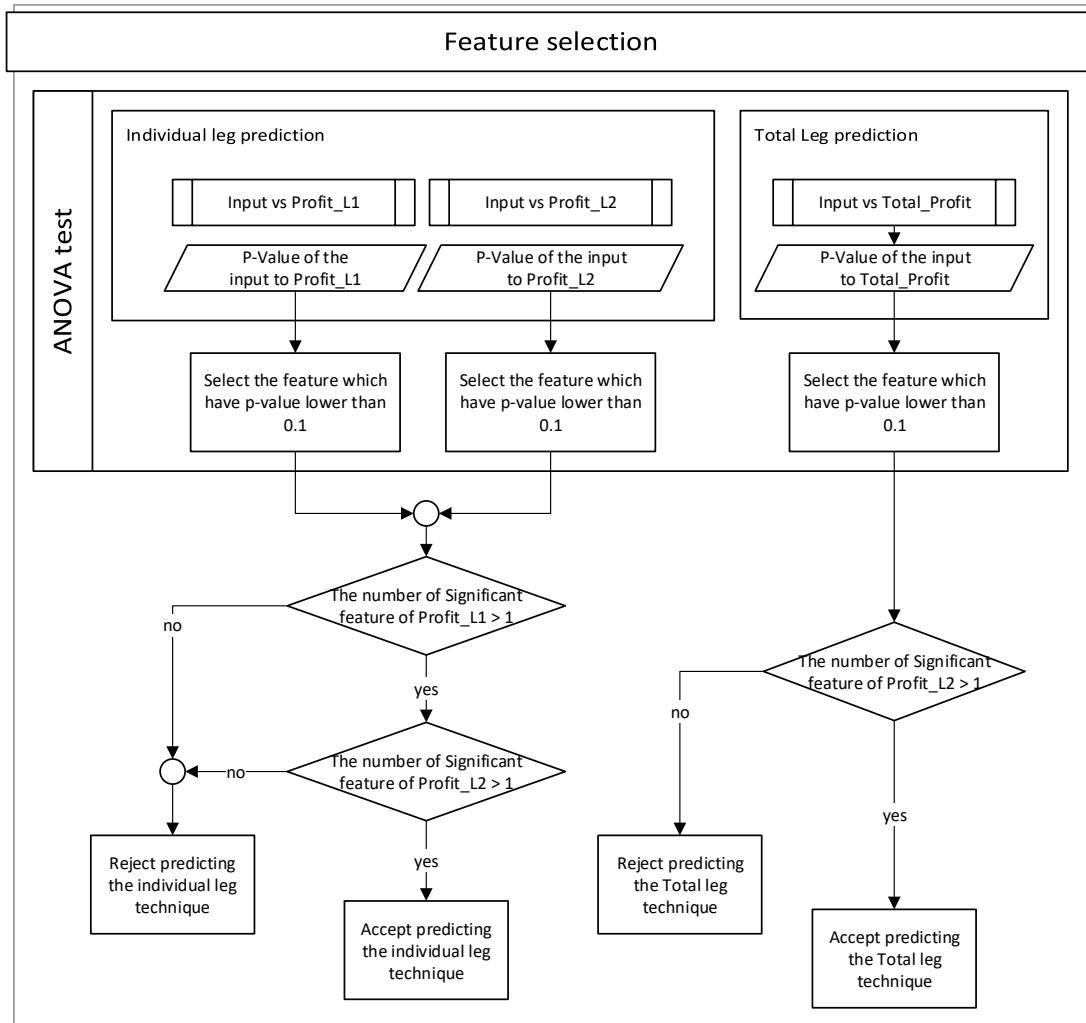 Feature selection
ANOVA test
Individual leg prediction
Input vs Profit_L1
Input vs Profit_L2
P-Value of the
input to Profit_L1
P-Value of the input
to Profit_L2
Total Leg prediction
Input vs Total_Profit
P-Value of the input
to Total_Profit
Select the feature which
have p-value lower than
0.1
Select the feature which
have p-value lower than
0.1
Select the feature which
have p-value lower than
0.1
The number of Significant
feature of Profit_L1 > 1
no
yes
The number of Significant
feature of Profit_L2 > 1
no
yes
Reject predicting
the individual leg
technique
Accept predicting
the individual leg
technique
The number of Significant
feature of Profit_L2 > 1
no
yes
Reject predicting
the Total leg
technique
Accept predicting
the Total leg
technique